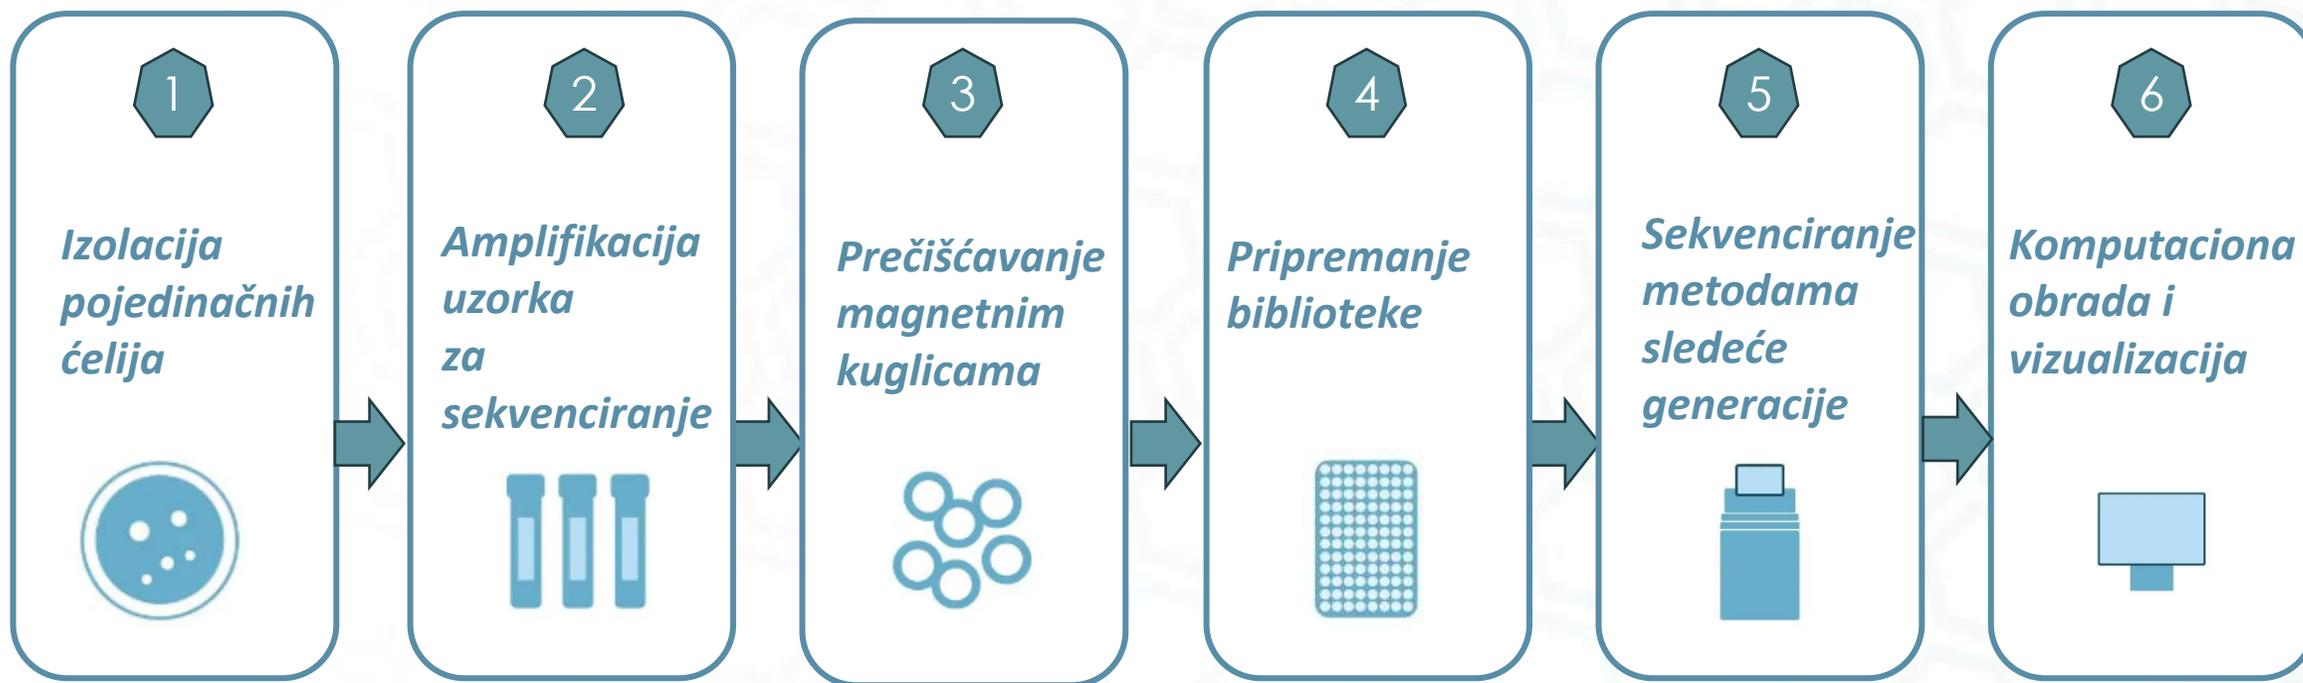 1
Izolacija
pojedinačnih
ćelija
2
Amplifikacija
uzorka
za
sekvenciranje
3
Prečišćavanje
magnetnim
kuglicama
4
Pripremanje
biblioteke
5
Sekvenciranje
metodama
sledeće
generacije
6
Komputaciona
obrada i
vizualizacija